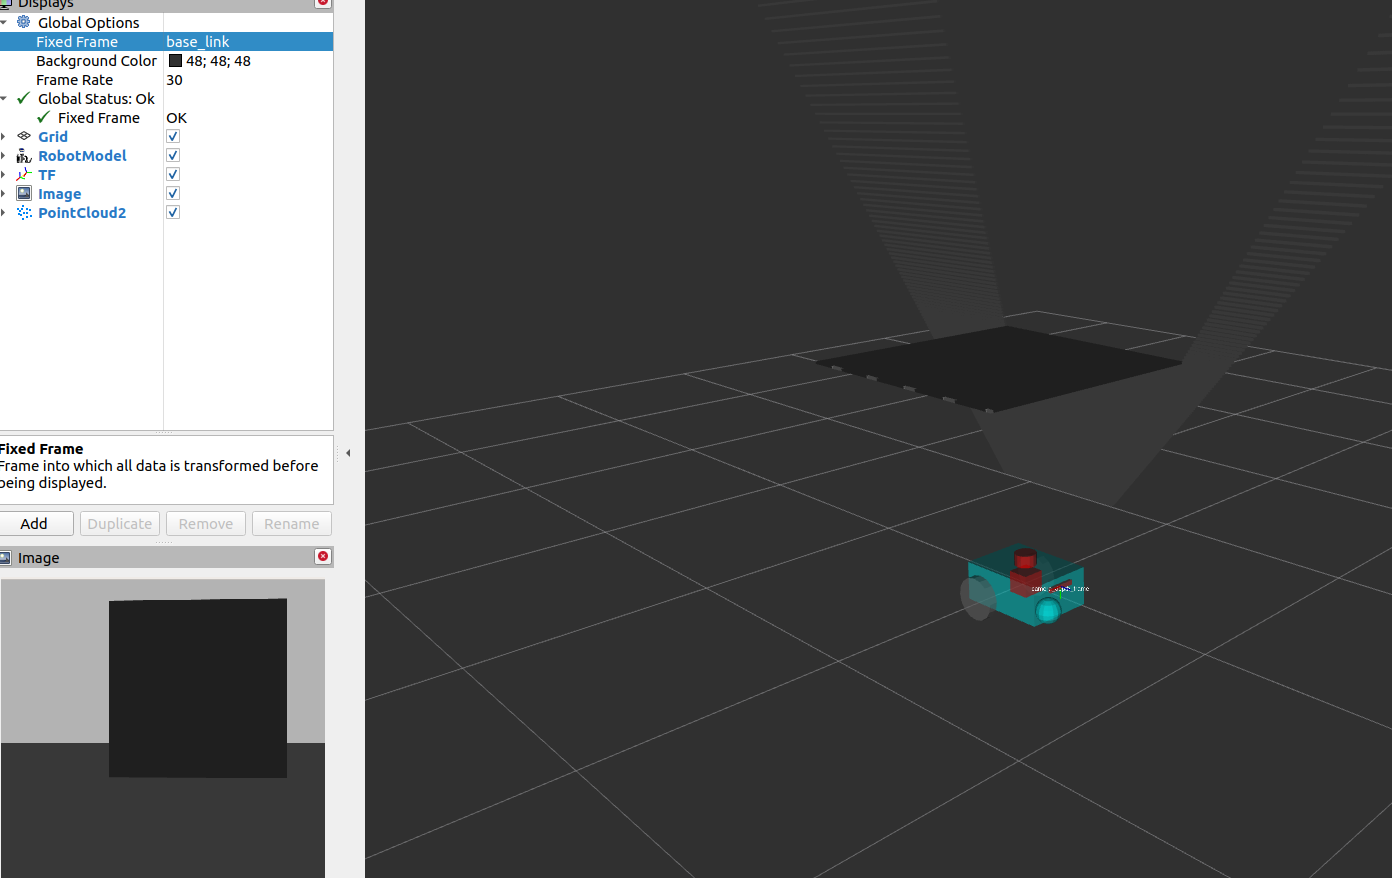 Displays
Global Options
Fixed Frame base_link
Background Color 48; 48; 48
Frame Rate 30
Global Status: Ok
Fixed Frame OK
Grid
RobotModel
TF
Image
PointCloud2
Fixed Frame
Frame into which all data is transformed before
being displayed.
Add Duplicate Remove Rename
Image
camera_depth_frame